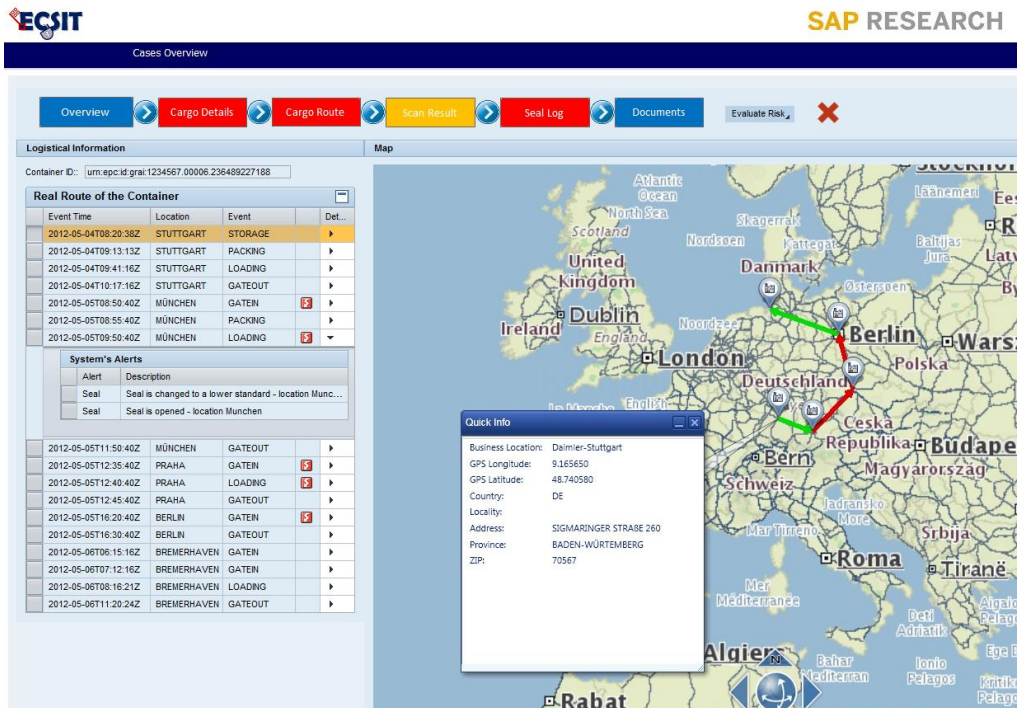 ECSIT
SAP RESEARCH
Cases Overview
Overview
Cargo Details
Cargo Route
Scan Result
Seal Log
Documents
Evaluate Risk
Logistical Information
Map
Container ID:: urn:epc:id:grai:1234567.00006.236489227188
Real Route of the Container
Event Time Location Event Det...
2012-05-04T08:20:38Z STUTTGART STORAGE
2012-05-04T09:13:13Z STUTTGART PACKING
2012-05-04T09:41:16Z STUTTGART LOADING
2012-05-04T10:17:16Z STUTTGART GATEOUT
2012-05-05T08:50:40Z MÜNCHEN GATEIN
2012-05-05T08:55:40Z MÜNCHEN PACKING
2012-05-05T09:50:40Z MÜNCHEN LOADING
System's Alerts
Alert Description
Seal Seal is changed to a lower standard - location Munc...
Seal Seal is opened - location Munchen
2012-05-05T11:50:40Z MÜNCHEN GATEOUT
2012-05-05T12:35:40Z PRAHA GATEIN
2012-05-05T12:40:40Z PRAHA LOADING
2012-05-05T12:45:40Z PRAHA GATEOUT
2012-05-05T16:20:40Z BERLIN GATEIN
2012-05-05T16:30:40Z BERLIN GATEOUT
2012-05-06T06:15:16Z BREMERHAVEN GATEIN
2012-05-06T07:12:16Z BREMERHAVEN GATEIN
2012-05-06T08:16:21Z BREMERHAVEN LOADING
2012-05-06T11:20:24Z BREMERHAVEN GATEOUT
Atlantic
Ocean
North Sea
Scotland
Skagerrak
Läänemeri
Nordsøen
Kattegat
Baltijas
Jura
United
Kingdom
Danmark
Østersøen
Dublin
Ireland
England
Noordzee
Berlin
London
Polska
Deutschland
English
Ceska
Republika
Bern
Magyarország
Schweiz
Jadransko
More
Mar Tirreno
Srbija
Roma
Tiranë
Mer
Méditerranée
Deti
Adriatik
Algier
N
Bahar
Ionio
Pelagos
Rabat
Quick Info
Business Location: Daimler-Stuttgart
GPS Longitude: 9.165650
GPS Latitude: 48.740580
Country: DE
Locality:
Address: SIGMARINGER STRAßE 260
Province: BADEN-WÜRTEMBERG
ZIP: 70567